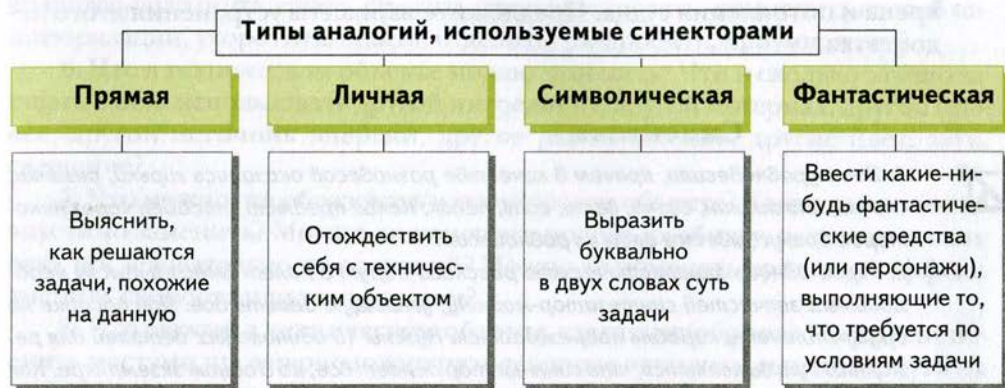 Типы аналогий, используемые синекторами
Прямая
Личная
Символическая
Фантастическая
Выяснить,
как решаются
задачи, похожие
на данную
Отождествить
себя с техничес-
ким объектом
Выразить
буквально
в двух словах суть
задачи
Ввести какие-ни-
будь фантастиче-
ские средства
(или персонажи),
выполняющие то,
что требуется по
условиям задачи